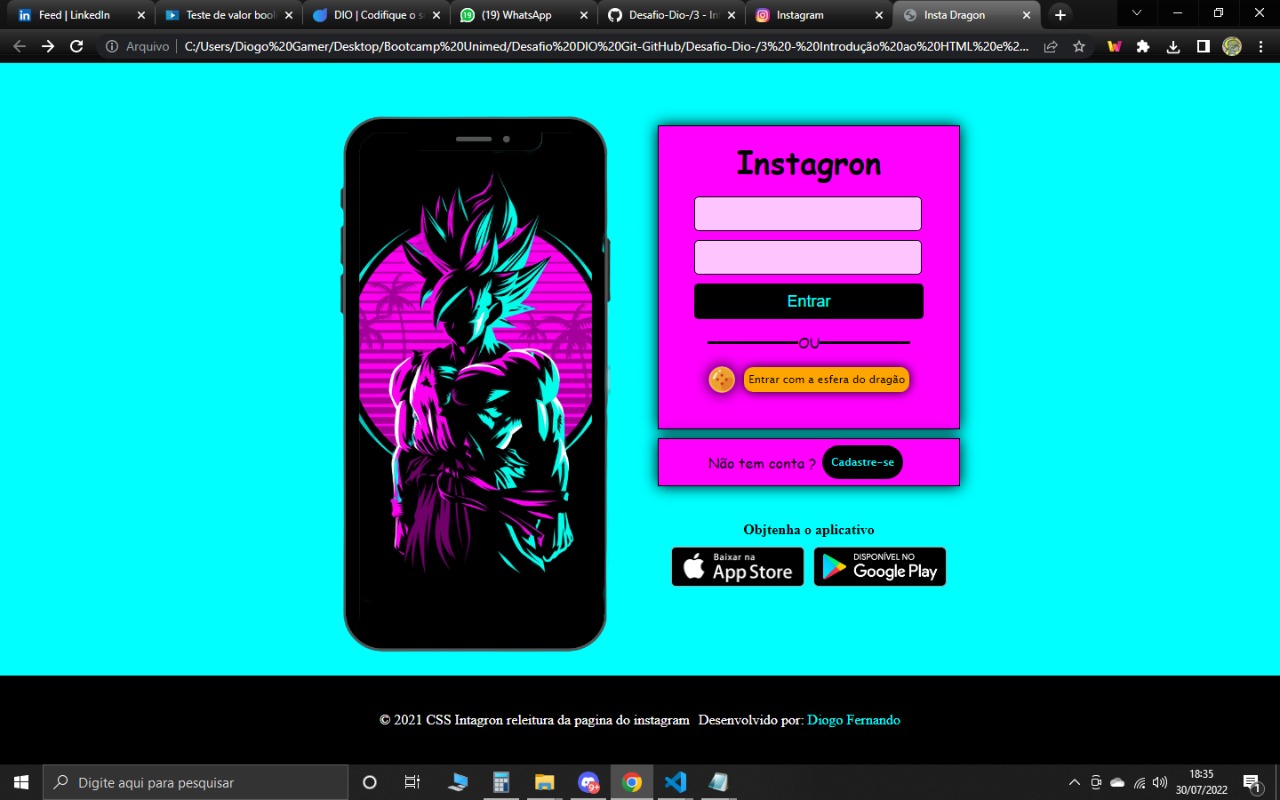 Feed | LinkedIn
Teste de valor bool
DIO | Codifique o s
19
(19) WhatsApp
Desafio-Dio-/3 - In
Instagram
Insta Dragon
Arquivo
C:/Users/Diogo%20Gamer/Desktop/Bootcamp%20Unimed/Desafio%20DIO%20Git-GitHub/Desafio-Dio-/3%20-%20Introdução%20ao%20HTML%20e%2...
Instagron
Entrar
OU
Entrar com a esfera do dragão
Não tem conta ?
Cadastre-se
Objtenha o aplicativo
Baixar na
App Store
DISPONÍVEL NO
Google Play
© 2021 CSS Intagron releitura da pagina do instagram Desenvolvido por: Diogo Fernando
Digite aqui para pesquisar
9+
18:35
30/07/2022
1